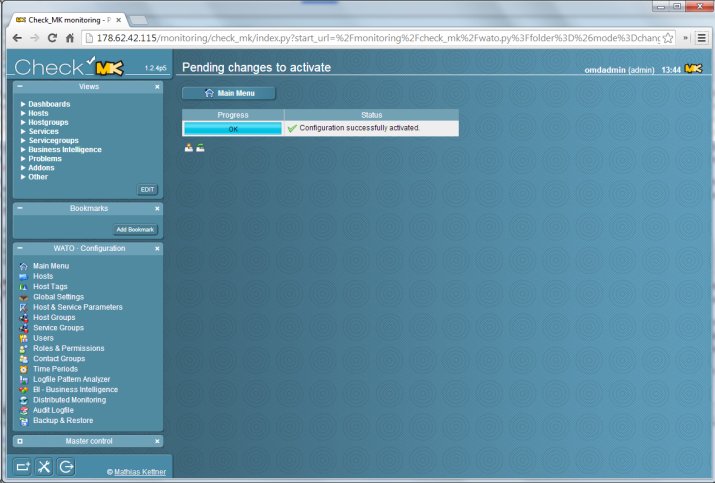 Check_MK monitoring - P
178.62.42.115/monitoring/check_mk/index.py?start_url=%2Fmonitoring%2Fcheck_mk%2Fwato.py%3Ffolder%3D%26mode%3Dchang
Check MK 1.2.4p5
Pending changes to activate
omdadmin (admin) 13:44
Views
Dashboards
Hosts
Hostgroups
Services
Servicegroups
Business Intelligence
Problems
Addons
Other
EDIT
Bookmarks
Add Bookmark
WATO · Configuration
Main Menu
Hosts
Host Tags
Global Settings
Host & Service Parameters
Host Groups
Service Groups
Users
Roles & Permissions
Contact Groups
Time Periods
Logfile Pattern Analyzer
BI - Business Intelligence
Distributed Monitoring
Audit Logfile
Backup & Restore
Master control
© Mathias Kettner
Main Menu
Progress Status
OK Configuration successfully activated.